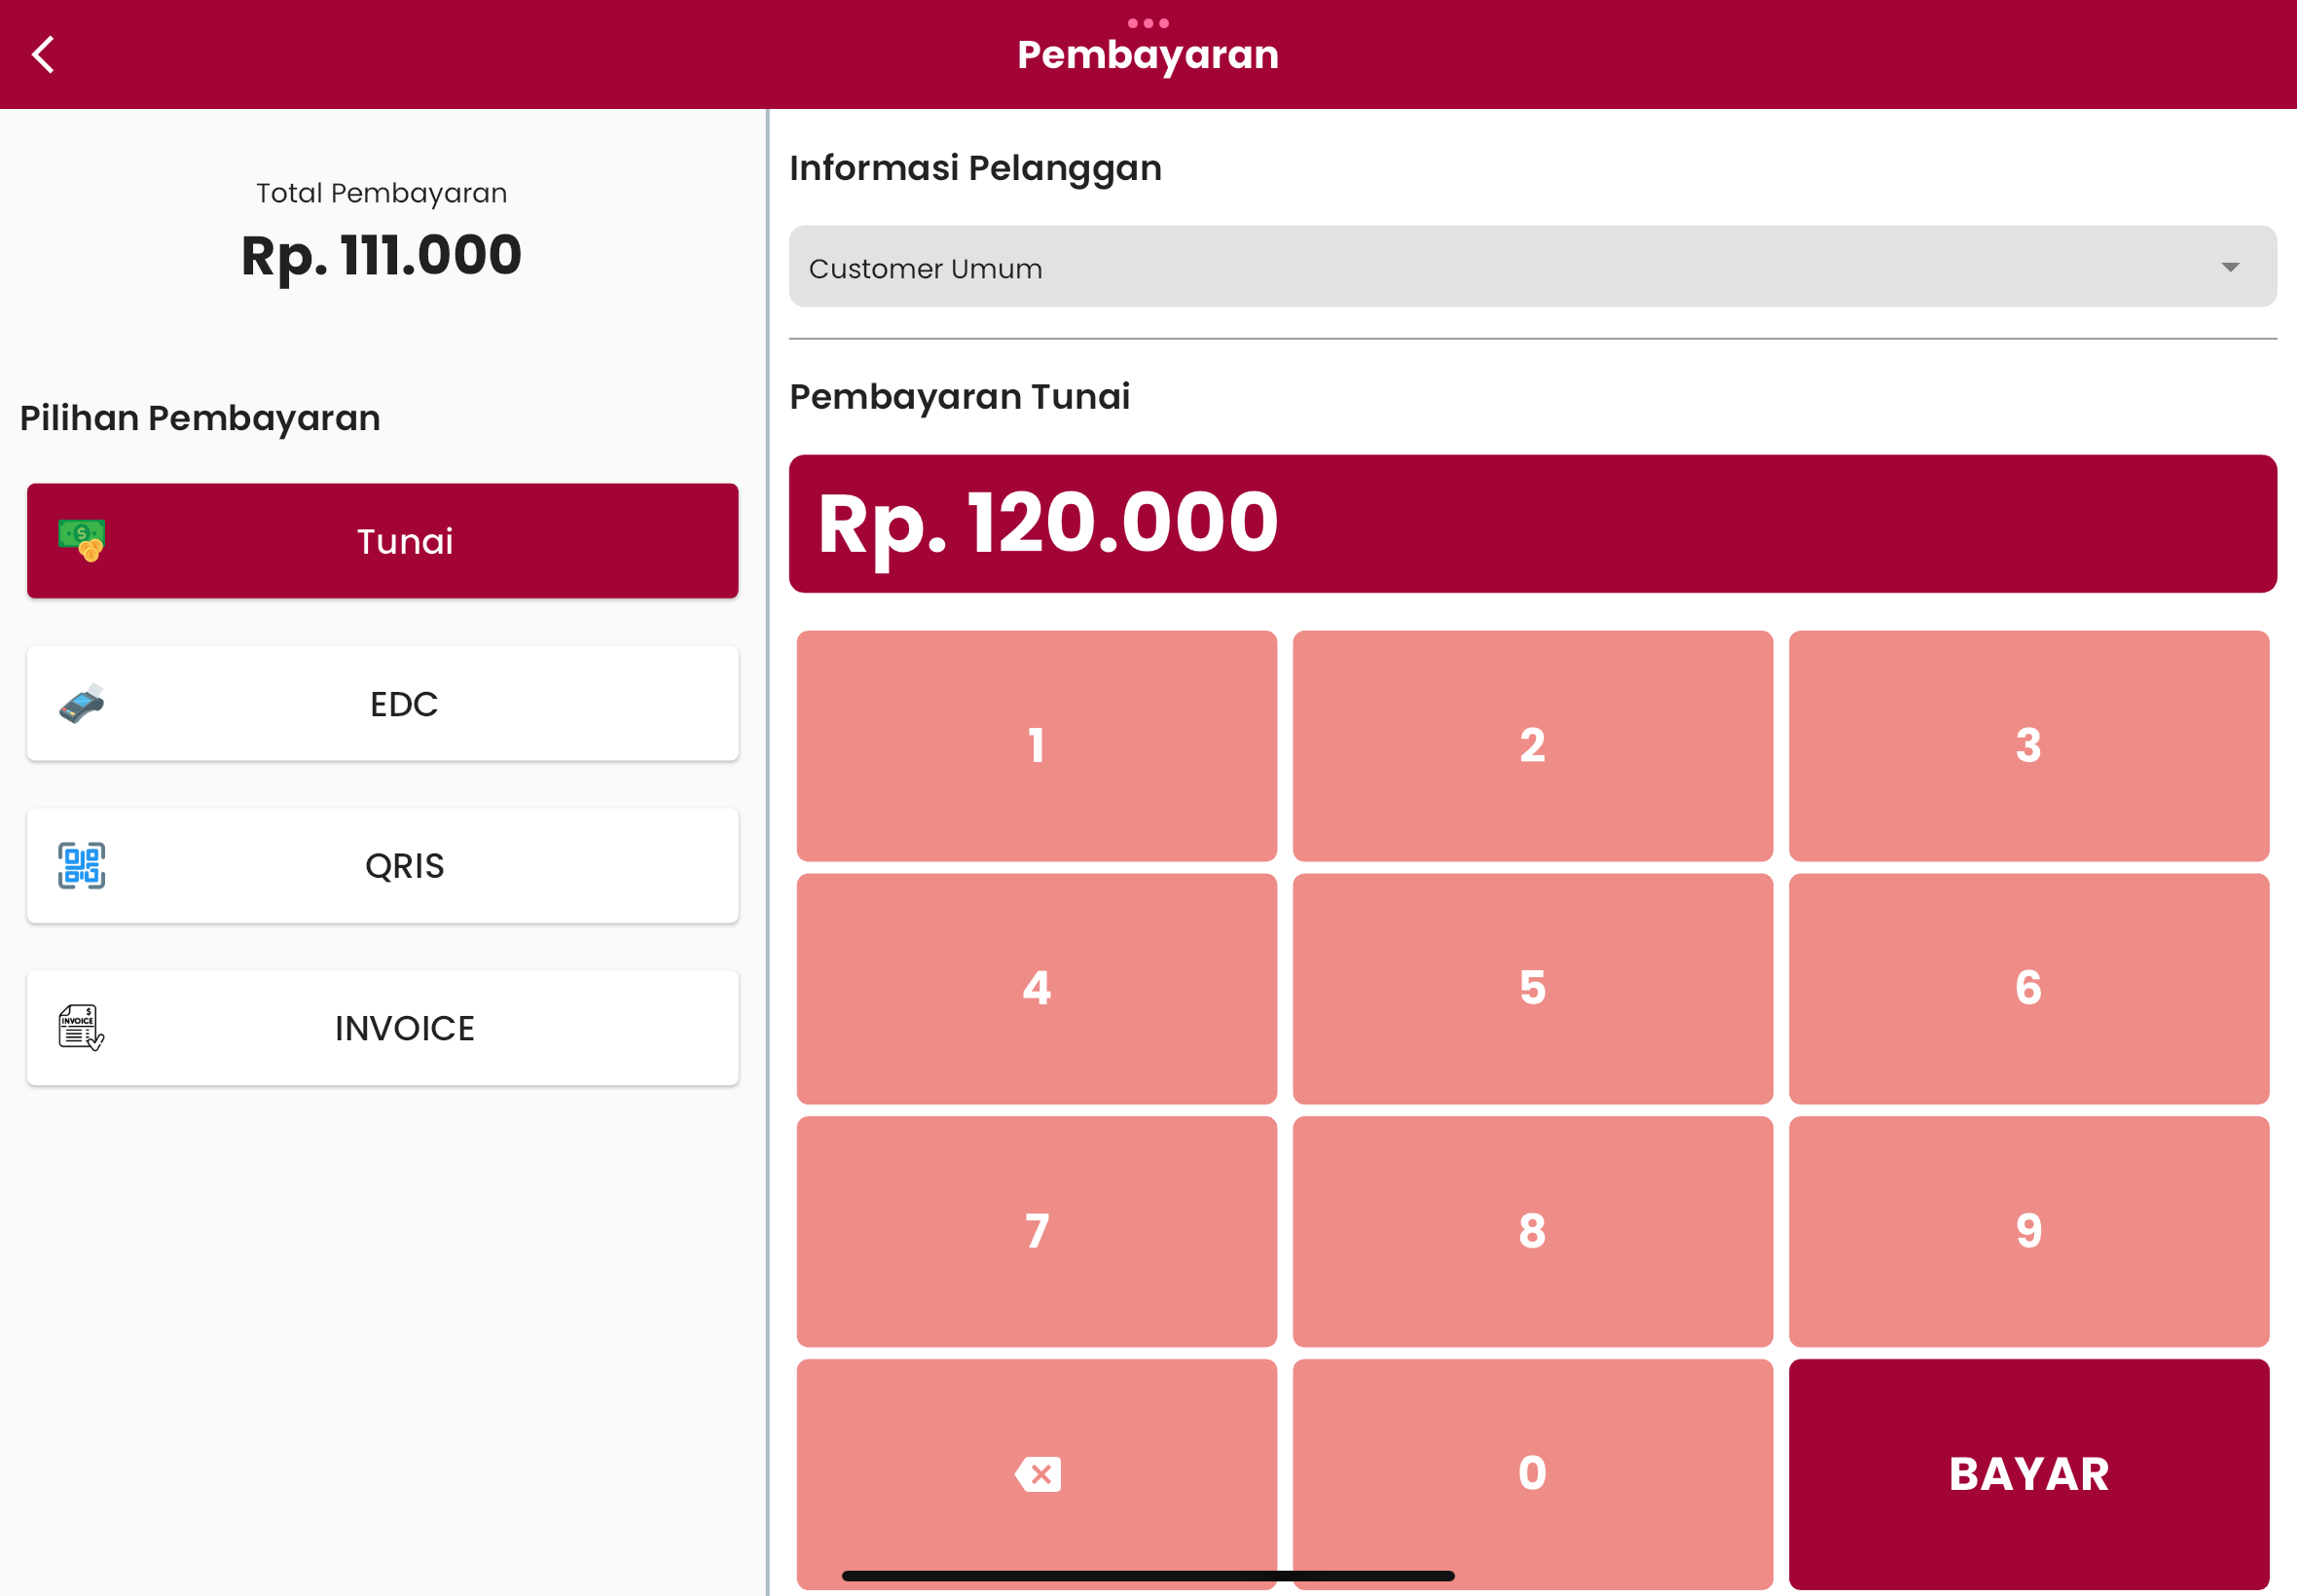 Pembayaran
Total Pembayaran
Rp. 111.000
Pilihan Pembayaran
Tunai
EDC
QRIS
INVOICE
INVOICE
Informasi Pelanggan
Customer Umum
Pembayaran Tunai
Rp. 120.000
1
2
3
4
5
6
7
8
9
0
BAYAR